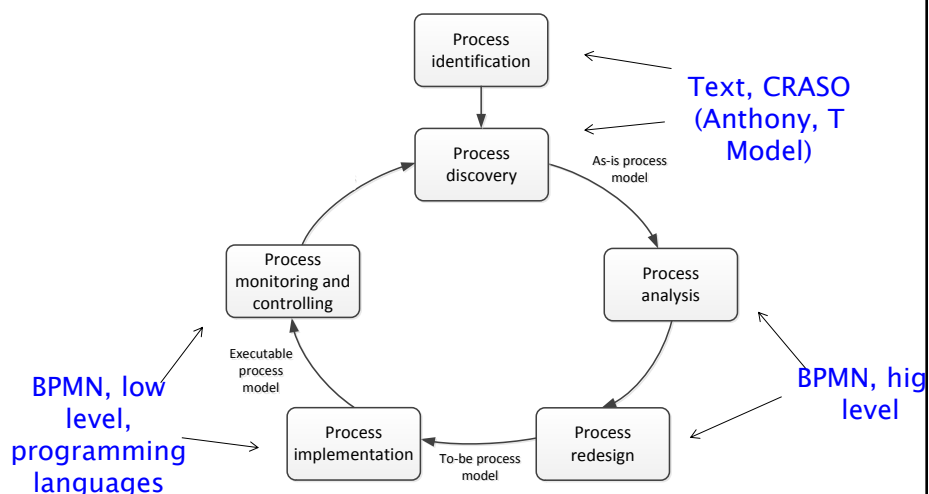 Process
identification
Text, CRASO
(Anthony, T
Model)
Process
discovery
As-is process
model
Process
monitoring and
controlling
Process
analysis
Executable
process
model
BPMN, low
level,
programming
languages
BPMN, hig
level
Process
implementation
To-be process
model
Process
redesign